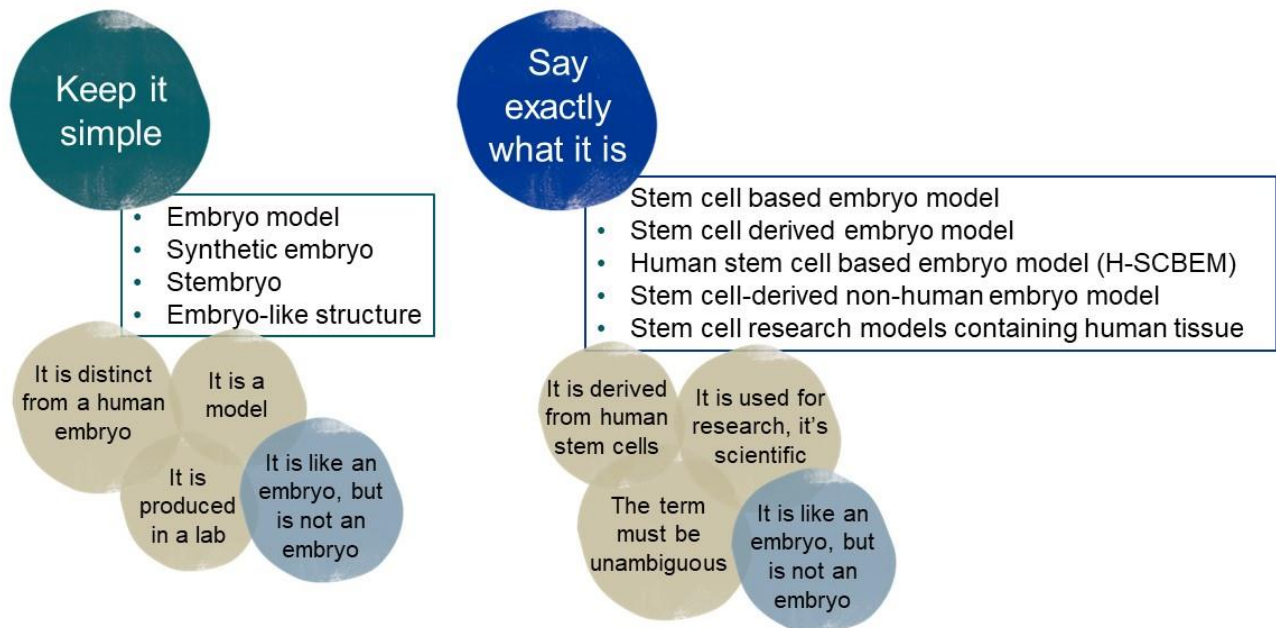 Keep it
simple
• Embryo model
• Synthetic embryo
• Stembryo
• Embryo-like structure
It is distinct
from a human
embryo
It is a
model
It is
produced
in a lab
It is like an
embryo, but
is not an
embryo
Say
exactly
what it is
Stem cell based embryo model
• Stem cell derived embryo model
• Human stem cell based embryo model (H-SCBEM)
• Stem cell-derived non-human embryo model
• Stem cell research models containing human tissue
It is derived
from human
stem cells
It is used for
research, it's
scientific
The term
must be
unambiguous
It is like an
embryo, but
is not an
embryo